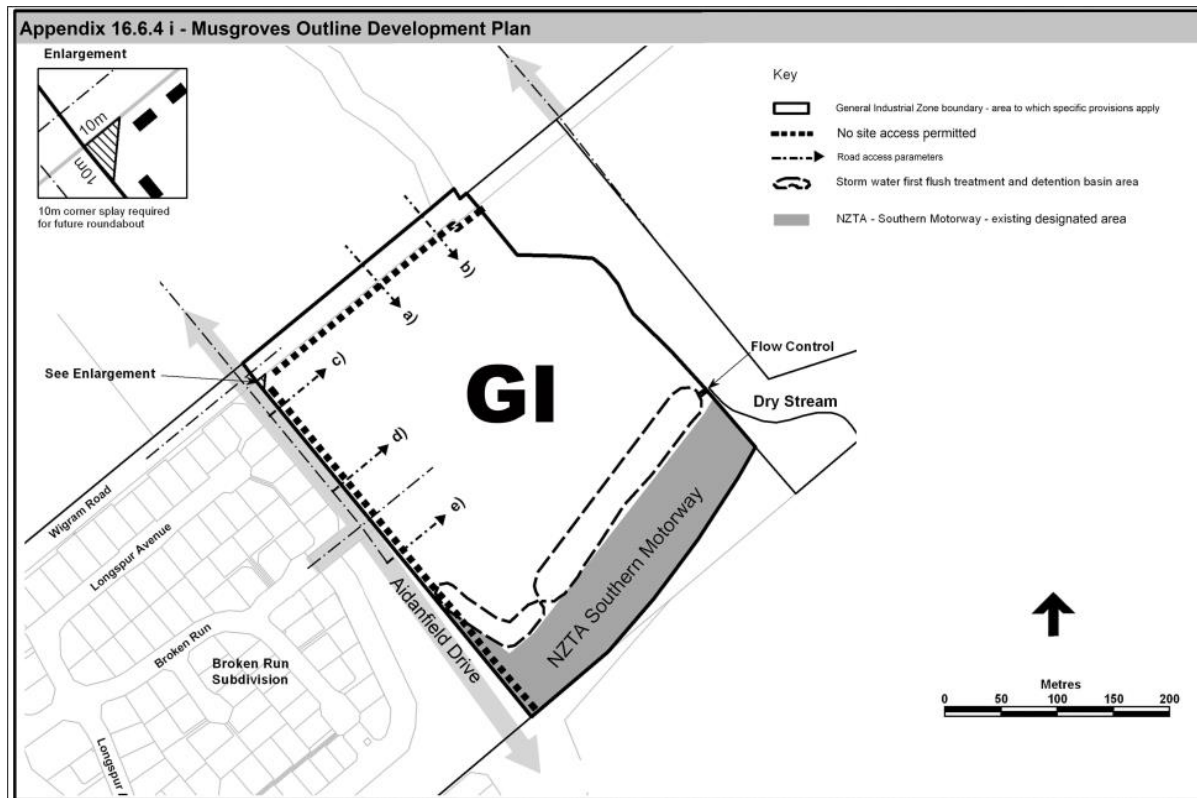 Appendix 16.6.4 i - Musgroves Outline Development Plan
Enlargement
10m
10m
10m corner splay required
for future roundabout
Key
General Industrial Zone boundary - area to which specific provisions apply
No site access permitted
Road access parameters
Storm water first flush treatment and detention basin area
NZTA - Southern Motorway - existing designated area
b)
a)
c)
See Enlargement
Flow Control
GI
Dry Stream
d)
e)
Wigram Road
Longspur Avenue
NZTA Southern Motorway
Aidanfield Drive
Broken Run
Broken Run
Subdivision
Longspur A
Metres
0 50 100 150 200